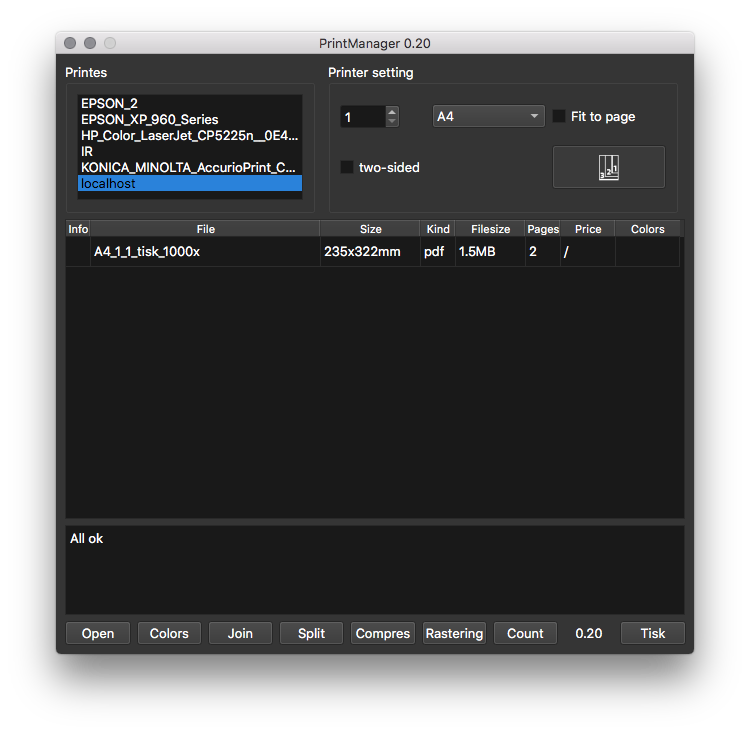 PrintManager 0.20
Printes
Printer setting
EPSON_2
EPSON_XP_960_Series
HP_Color_LaserJet_CP5225n__0E4...
IR
KONICA_MINOLTA_AccurioPrint_C...
localhost
1
A4
Fit to page
two-sided
321
Info File Size Kind Filesize Pages Price Colors
A4_1_1_tisk_1000x 235x322mm pdf 1.5MB 2 /
All ok
Open Colors Join Split Compres Rastering Count 0.20 Tisk